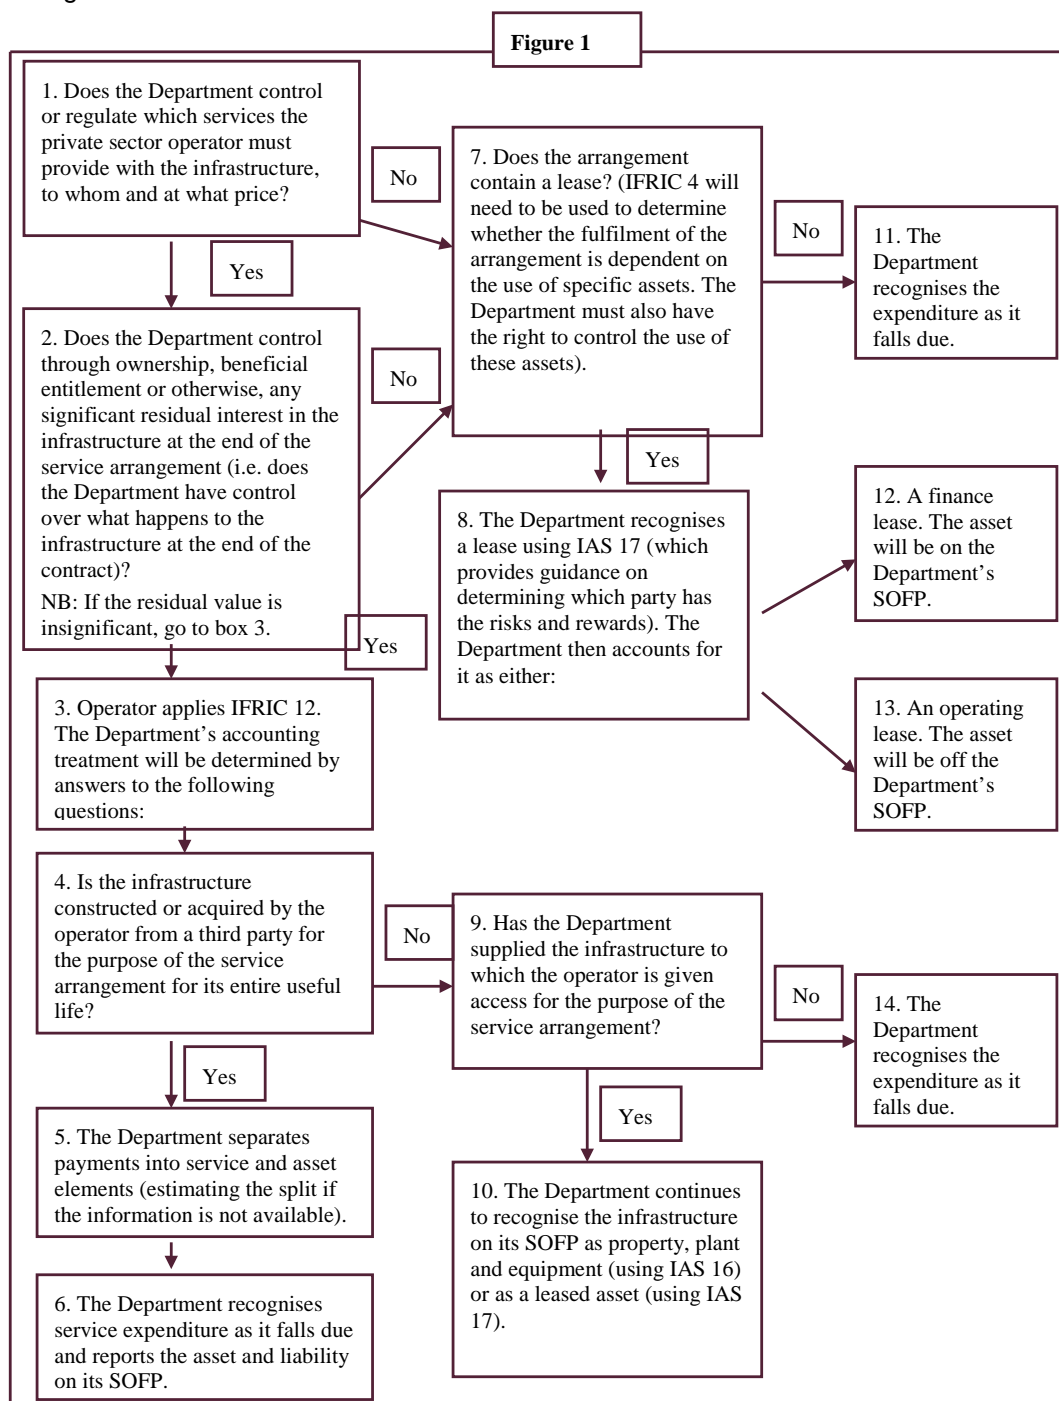 Figure 1
1. Does the Department control
or regulate which services the
private sector operator must
provide with the infrastructure,
to whom and at what price?
No
Yes
2. Does the Department control
through ownership, beneficial
entitlement or otherwise, any
significant residual interest in the
infrastructure at the end of the
service arrangement (i.e. does
the Department have control
over what happens to the
infrastructure at the end of the
contract)?
NB: If the residual value is
insignificant, go to box 3.
No
Yes
3. Operator applies IFRIC 12.
The Department's accounting
treatment will be determined by
answers to the following
questions:
4. Is the infrastructure
constructed or acquired by the
operator from a third party for
the purpose of the service
arrangement for its entire useful
life?
No
Yes
5. The Department separates
payments into service and asset
elements (estimating the split if
the information is not available).
6. The Department recognises
service expenditure as it falls due
and reports the asset and liability
on its SOFP.
7. Does the arrangement
contain a lease? (IFRIC 4 will
need to be used to determine
whether the fulfilment of the
arrangement is dependent on
the use of specific assets. The
Department must also have
the right to control the use of
these assets).
No
Yes
8. The Department recognises
a lease using IAS 17 (which
provides guidance on
determining which party has
the risks and rewards). The
Department then accounts for
it as either:
9. Has the Department
supplied the infrastructure to
which the operator is given
access for the purpose of the
service arrangement?
No
Yes
10. The Department continues
to recognise the infrastructure
on its SOFP as property, plant
and equipment (using IAS 16)
or as a leased asset (using IAS
17).
11. The
Department
recognises the
expenditure as it
falls due.
12. A finance
lease. The asset
will be on the
Department's
SOFP.
13. An operating
lease. The asset
will be off the
Department's
SOFP.
14. The
Department
recognises the
expenditure as it
falls due.